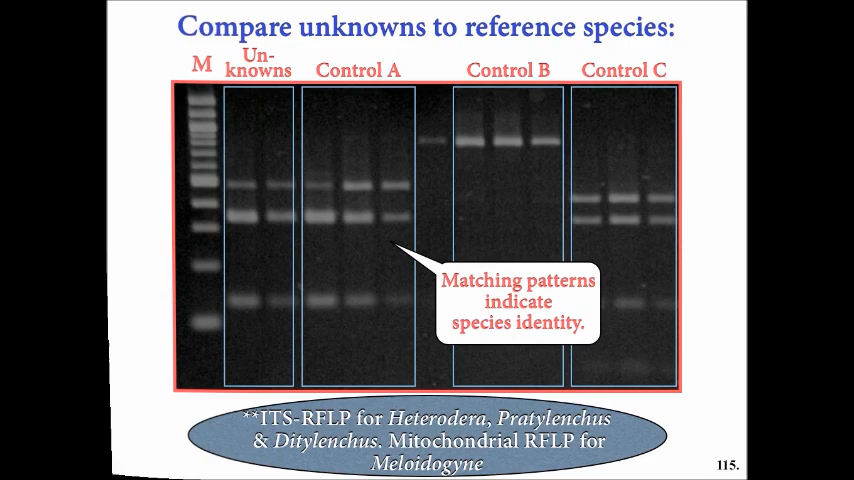 Compare unknowns to reference species:
M
Un-
knowns
Control A
Control B
Control C
Matching patterns
indicate
species identity.
**ITS-RFLP for Heterodera, Pratylenchus
& Ditylenchus. Mitochondrial RFLP for
Meloidogyne
115.